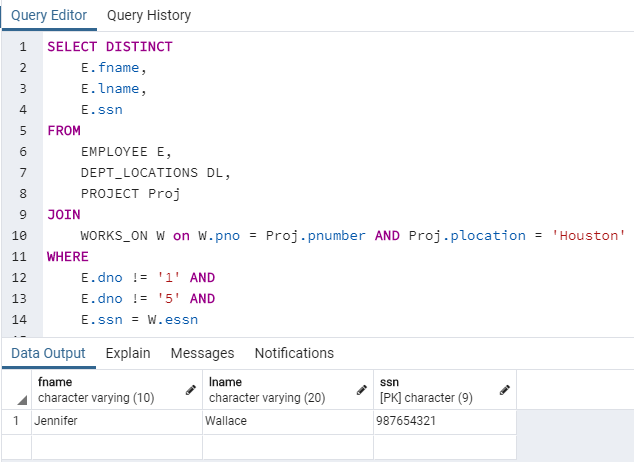 Query Editor Query History
1 SELECT DISTINCT
2 E.fname,
3 E.lname,
4 E.ssn
5 FROM
6 EMPLOYEE E,
7 DEPT_LOCATIONS DL,
8 PROJECT Proj
9 JOIN
10 WORKS_ON W on W.pno = Proj.pnumber AND Proj.plocation = 'Houston'
11 WHERE
12 E.dno != '1' AND
13 E.dno != '5' AND
14 E.ssn = W.essn
Data Output Explain Messages Notifications
fname lname ssn
character varying (10) character varying (20) [PK] character (9)
1 Jennifer Wallace 987654321